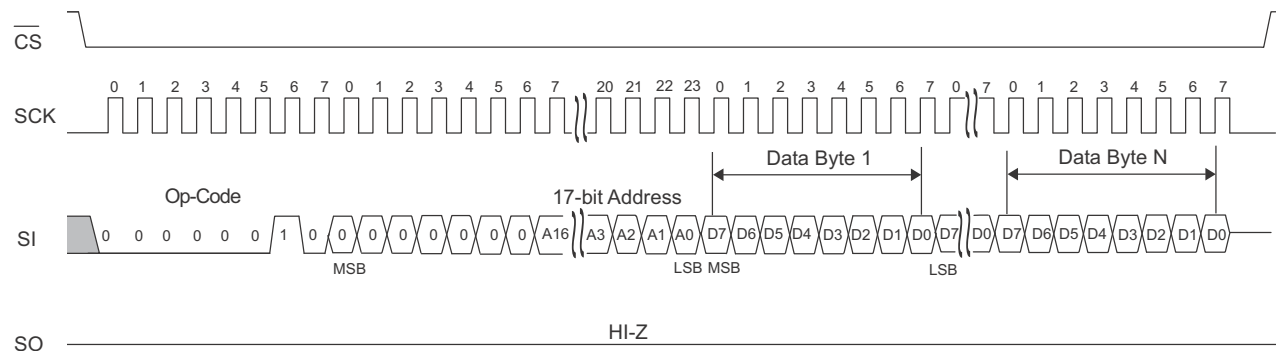 CS
0 1 2 3 4 5 6 7 0 1 2 3 4 5 6 7 20 21 22 23 0 1 2 3 4 5 6 7 0 7 0 1 2 3 4 5 6 7
SCK
Data Byte 1 Data Byte N
Op-Code 17-bit Address
SI 0 0 0 0 0 0 1 0 0 0 0 0 0 0 0 A16 A3 A2 A1 A0 D7 D6 D5 D4 D3 D2 D1 D0 D7 D0 D7 D6 D5 D4 D3 D2 D1 D0
MSB LSB MSB LSB
HI-Z
SO